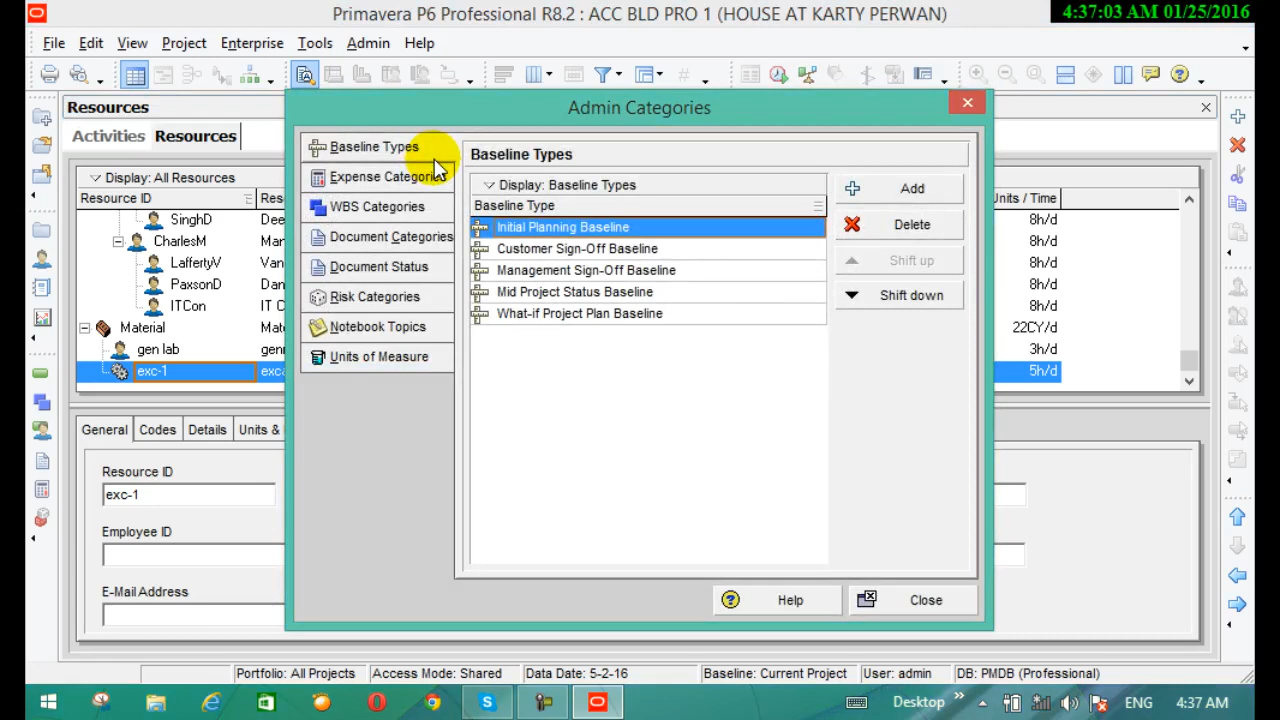 Primavera P6 Professional R8.2 : ACC BLD PRO 1 (HOUSE AT KARTY PERWAN)
4:37:03 AM 01/25/2016
File Edit View Project Enterprise Tools Admin Help
Resources
Activities Resources
Display: All Resources
Resource ID
Units / Time
SinghD
8h/d
CharlesM
8h/d
LaffertyV
8h/d
PaxsonD
8h/d
ITCon
8h/d
Material
22CY/d
gen lab
3h/d
exc-1
5h/d
General Codes Details
Resource ID
exc-1
Employee ID
E-Mail Address
Admin Categories
Baseline Types
Expense Categories
WBS Categories
Document Categories
Document Status
Risk Categories
Notebook Topics
Units of Measure
Baseline Types
Display: Baseline Types
Baseline Type
Initial Planning Baseline
Customer Sign-Off Baseline
Management Sign-Off Baseline
Mid Project Status Baseline
What-if Project Plan Baseline
Add
Delete
Shift up
Shift down
Help
Close
Portfolio: All Projects Access Mode: Shared Data Date: 5-2-16 Baseline: Current Project User: admin DB: PMDB (Professional)
Desktop ENG 4:37 AM